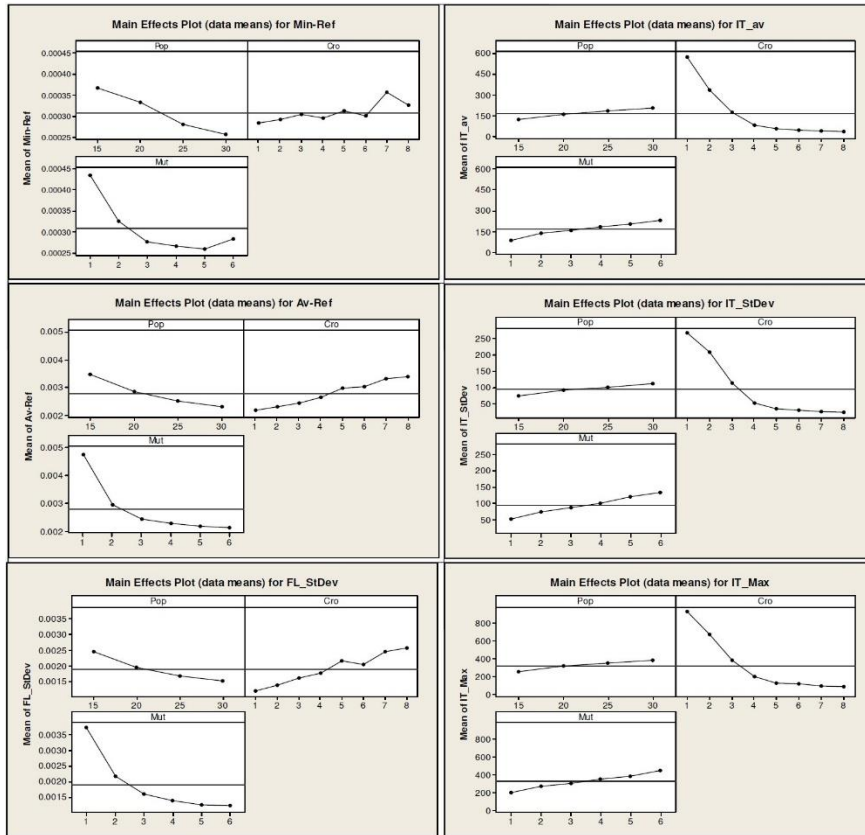 Main Effects Plot (data means) for Min-Ref
Pop Cro
0.00045
0.00040
0.00035
0.00030
0.00025
15 20 25 30 1 2 3 4 5 6 7 8
Mut
0.00045
0.00040
0.00035
0.00030
0.00025
1 2 3 4 5 6
Mean of Min-Ref
Main Effects Plot (data means) for IT_av
Pop Cro
600
450
300
150
0
15 20 25 30 1 2 3 4 5 6 7 8
Mut
600
450
300
150
0
1 2 3 4 5 6
Mean of IT_av
Main Effects Plot (data means) for Av-Ref
Pop Cro
0.005
0.004
0.003
0.002
15 20 25 30 1 2 3 4 5 6 7 8
Mut
0.005
0.004
0.003
0.002
1 2 3 4 5 6
Mean of Av-Ref
Main Effects Plot (data means) for IT_StDev
Pop Cro
250
200
150
100
50
15 20 25 30 1 2 3 4 5 6 7 8
Mut
250
200
150
100
50
1 2 3 4 5 6
Mean of IT_StDev
Main Effects Plot (data means) for FL_StDev
Pop Cro
0.0035
0.0030
0.0025
0.0020
0.0015
15 20 25 30 1 2 3 4 5 6 7 8
Mut
0.0035
0.0030
0.0025
0.0020
0.0015
1 2 3 4 5 6
Mean of FL_StDev
Main Effects Plot (data means) for IT_Max
Pop Cro
800
600
400
200
0
15 20 25 30 1 2 3 4 5 6 7 8
Mut
800
600
400
200
0
1 2 3 4 5 6
Mean of IT_Max